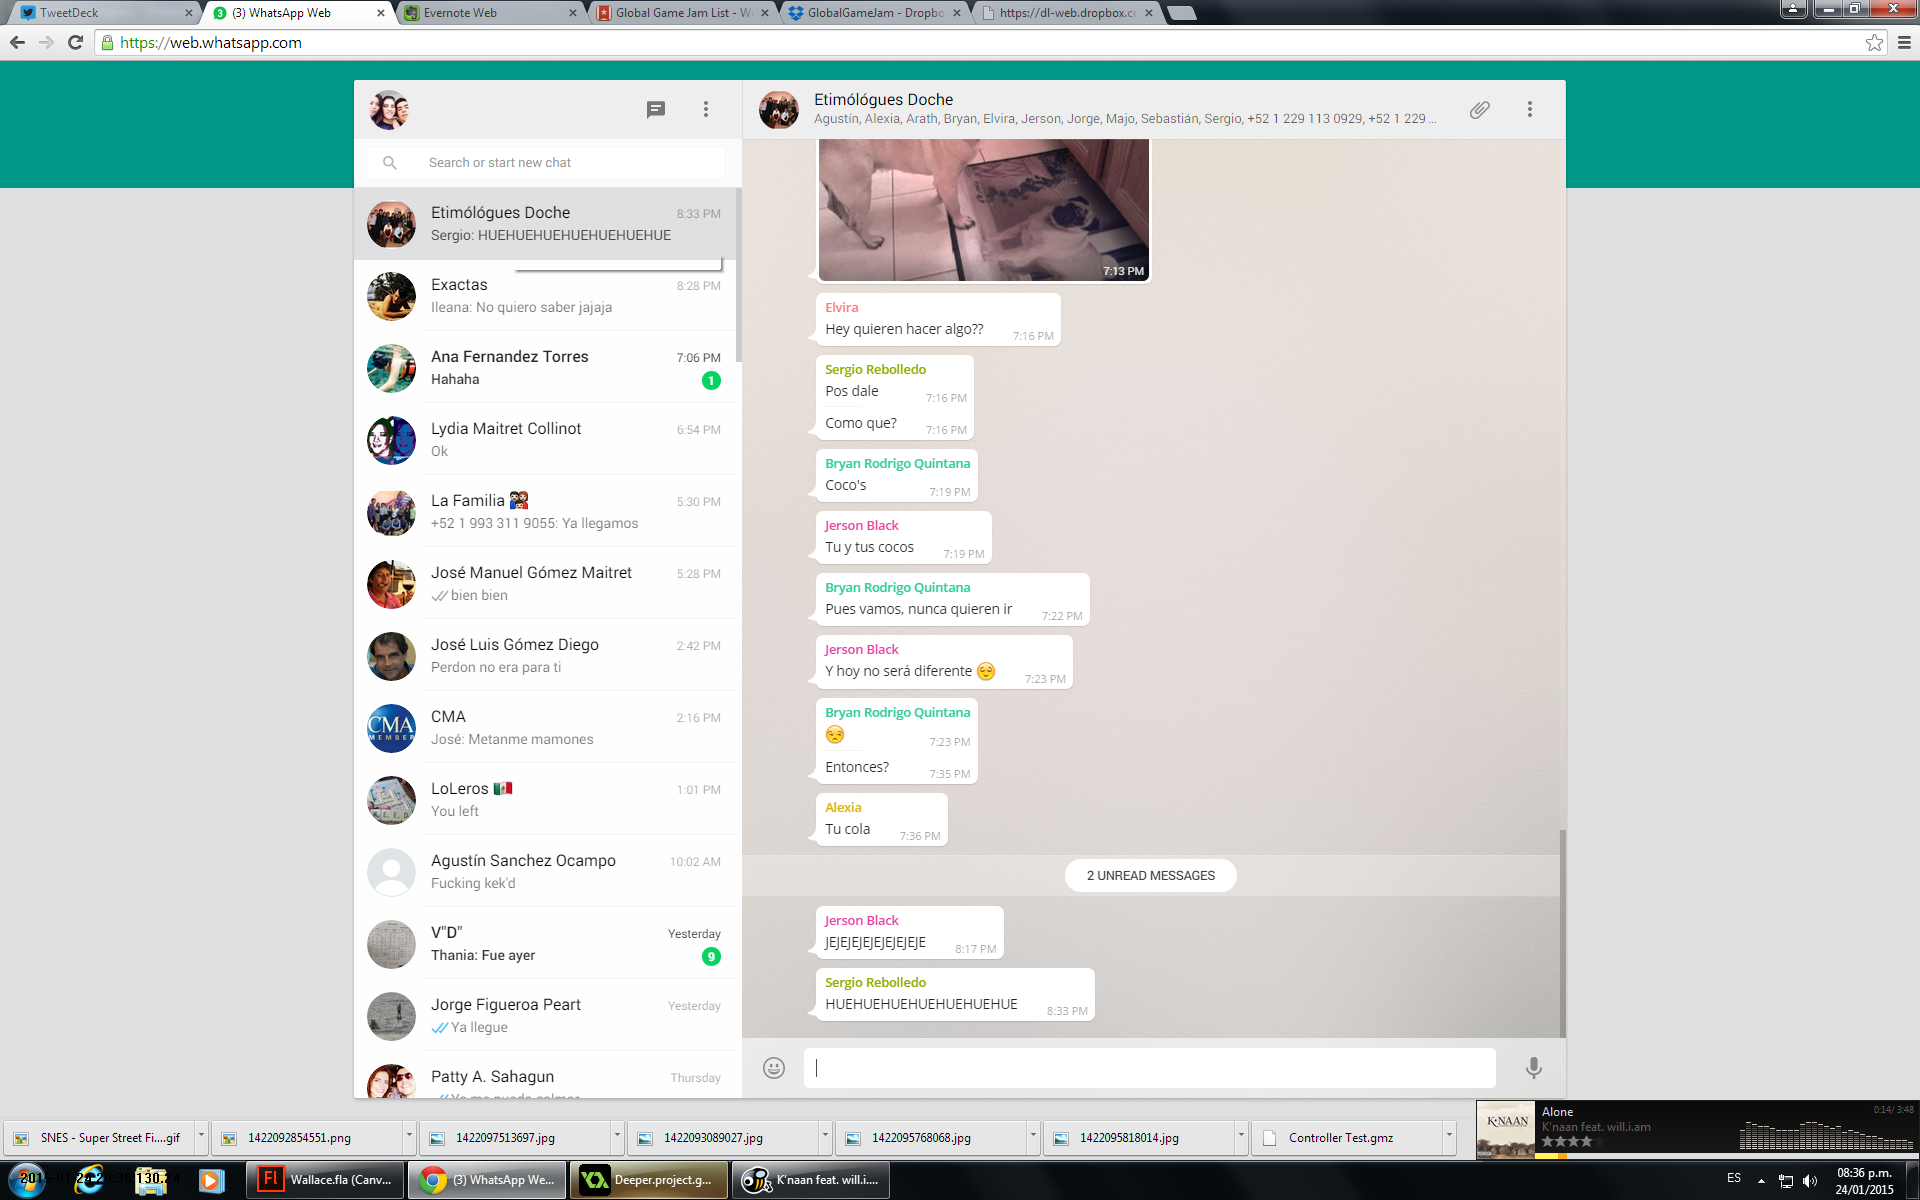 TweetDeck
(3) WhatsApp Web
Evernote Web
Global Game Jam List - W
GlobalGameJam - Dropbo
https://dl-web.dropbox.co
https://web.whatsapp.com
Search or start new chat
Etimólógues Doche
8:33 PM
Sergio: HUEHUEHUEHUEHUEHUEHUE
Exactas
8:28 PM
Ileana: No quiero saber jajaja
Ana Fernandez Torres
7:06 PM
Hahaha
1
Lydia Maitret Collinot
6:54 PM
Ok
La Familia
5:30 PM
+52 1 993 311 9055: Ya llegamos
José Manuel Gómez Maitret
5:28 PM
bien bien
José Luis Gómez Diego
2:42 PM
Perdon no era para ti
CMA
MEMBER
CMA
2:16 PM
José: Metanme mamones
LoLeros
1:01 PM
You left
Agustín Sanchez Ocampo
10:02 AM
Fucking kek'd
V"D"
Yesterday
Thania: Fue ayer
9
Jorge Figueroa Peart
Yesterday
Ya llegue
Patty A. Sahagun
Thursday
Etimólógues Doche
Agustín, Alexia, Arath, Bryan, Elvira, Jerson, Jorge, Majo, Sebastián, Sergio, +52 1 229 113 0929, +52 1 229 ...
7:13 PM
Elvira
Hey quieren hacer algo??
7:16 PM
Sergio Rebolledo
Pos dale
7:16 PM
Como que?
7:16 PM
Bryan Rodrigo Quintana
Coco's
7:19 PM
Jerson Black
Tu y tus cocos
7:19 PM
Bryan Rodrigo Quintana
Pues vamos, nunca quieren ir
7:22 PM
Jerson Black
Y hoy no será diferente
7:23 PM
Bryan Rodrigo Quintana
7:23 PM
Entonces?
7:35 PM
Alexia
Tu cola
7:36 PM
2 UNREAD MESSAGES
Jerson Black
JEJEJEJEJEJEJEJEJE
8:17 PM
Sergio Rebolledo
HUEHUEHUEHUEHUEHUEHUE
8:33 PM
SNES - Super Street Fi....gif
1422092854551.png
1422097513697.jpg
1422093089027.jpg
1422095768068.jpg
1422095818014.jpg
Controller Test.gmz
K'NAAN
Alone
0:14/ 3:48
K'naan feat. will.i.am
Wallace.fla (Canv...
(3) WhatsApp We...
Deeper.project.g...
K'naan feat. will.i....
ES
08:36 p.m.
24/01/2015